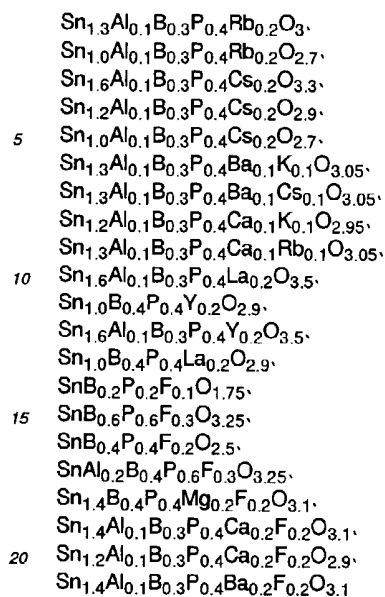 Sn1.3Al0.1B0.3P0.4Rb0.2O3、
Sn1.0Al0.1B0.3P0.4Rb0.2O2.7、
Sn1.6Al0.1B0.3P0.4Cs0.2O3.3、
Sn1.2Al0.1B0.3P0.4Cs0.2O2.9、
5 Sn1.0Al0.1B0.3P0.4Cs0.2O2.7、
Sn1.3Al0.1B0.3P0.4Ba0.1K0.1O3.05、
Sn1.3Al0.1B0.3P0.4Ba0.1Cs0.1O3.05、
Sn1.2Al0.1B0.3P0.4Ca0.1K0.1O2.95、
Sn1.3Al0.1B0.3P0.4Ca0.1Rb0.1O3.05、
10 Sn1.6Al0.1B0.3P0.4La0.2O3.5、
Sn1.0B0.4P0.4Y0.2O2.9、
Sn1.6Al0.1B0.3P0.4Y0.2O3.5、
Sn1.0B0.4P0.4La0.2O2.9、
SnB0.2P0.2F0.1O1.75、
15 SnB0.6P0.6F0.3O3.25、
SnB0.4P0.4F0.2O2.5、
SnAl0.2B0.4P0.6F0.3O3.25、
Sn1.4B0.4P0.4Mg0.2F0.2O3.1、
Sn1.4Al0.1B0.3P0.4Ca0.2F0.2O3.1、
20 Sn1.2Al0.1B0.3P0.4Ca0.2F0.2O2.9、
Sn1.4Al0.1B0.3P0.4Ba0.2F0.2O3.1